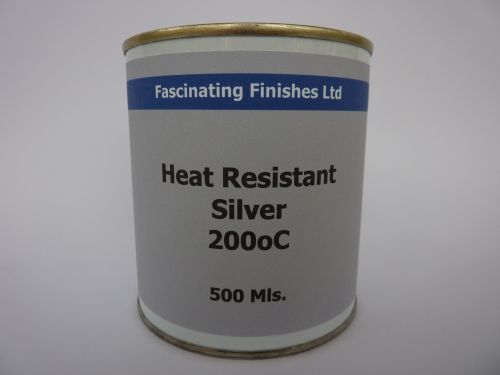 Fascinating Finishes Ltd
Heat Resistant
Silver
200oC
500 Mls.